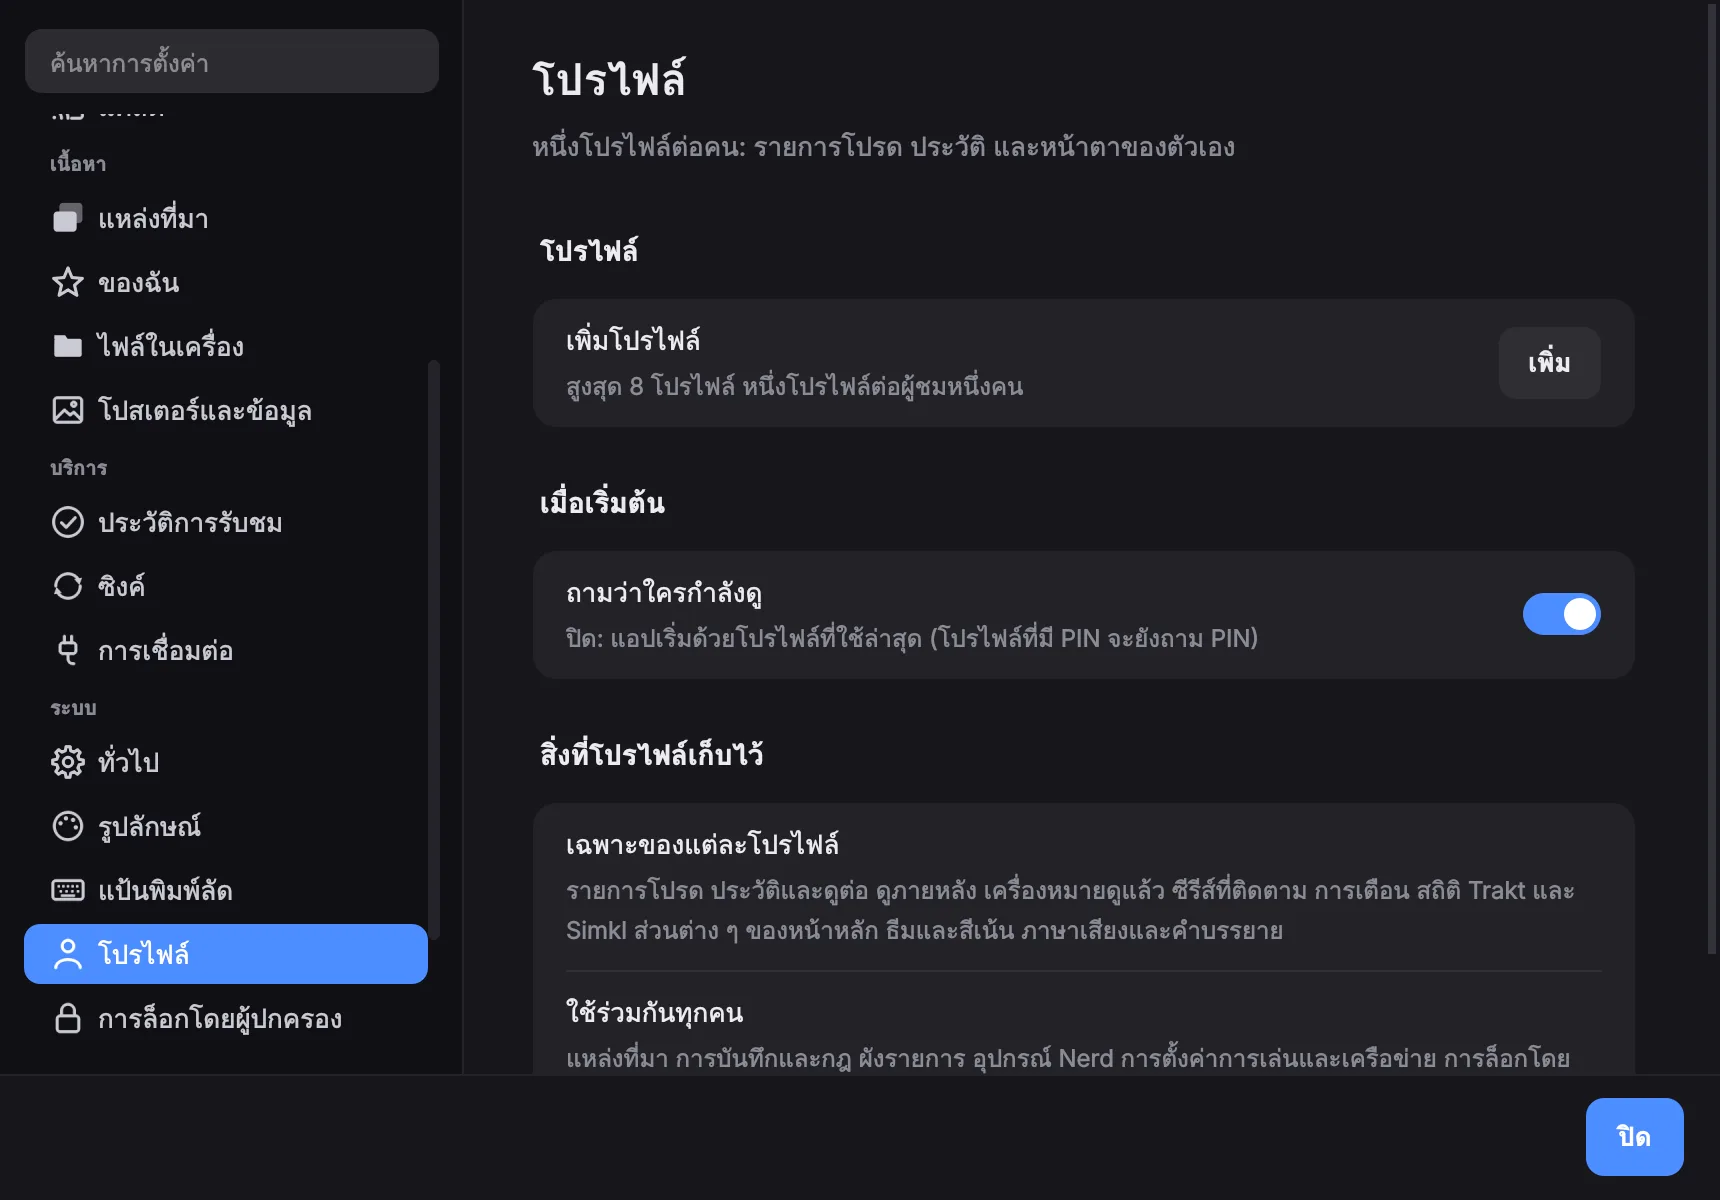 ค้นหาการตั้งค่า
เนื้อหา
แหล่งที่มา
ของฉัน
ไฟล์ในเครื่อง
โปสเตอร์และข้อมูล
บริการ
ประวัติการรับชม
ซิงค์
การเชื่อมต่อ
ระบบ
ทั่วไป
รูปลักษณ์
แป้นพิมพ์ลัด
โปรไฟล์
การล็อกโดยผู้ปกครอง
โปรไฟล์
หนึ่งโปรไฟล์ต่อคน: รายการโปรด ประวัติ และหน้าตาของตัวเอง
โปรไฟล์
เพิ่มโปรไฟล์
สูงสุด 8 โปรไฟล์ หนึ่งโปรไฟล์ต่อผู้ชมหนึ่งคน
เพิ่ม
เมื่อเริ่มต้น
ถามว่าใครกำลังดู
ปิด: แอปเริ่มด้วยโปรไฟล์ที่ใช้ล่าสุด (โปรไฟล์ที่มี PIN จะยังถาม PIN)
สิ่งที่โปรไฟล์เก็บไว้
เฉพาะของแต่ละโปรไฟล์
รายการโปรด ประวัติและดูต่อ ดูภายหลัง เครื่องหมายดูแล้ว ซีรีส์ที่ติดตาม การเตือน สถิติ Trakt และ
Simkl ส่วนต่าง ๆ ของหน้าหลัก ธีมและสีเน้น ภาษาเสียงและคำบรรยาย
ใช้ร่วมกันทุกคน
แหล่งที่มา การบันทึกและกฎ ผังรายการ อุปกรณ์ Nerd การตั้งค่าการเล่นและเครือข่าย การล็อกโดย
ปิด